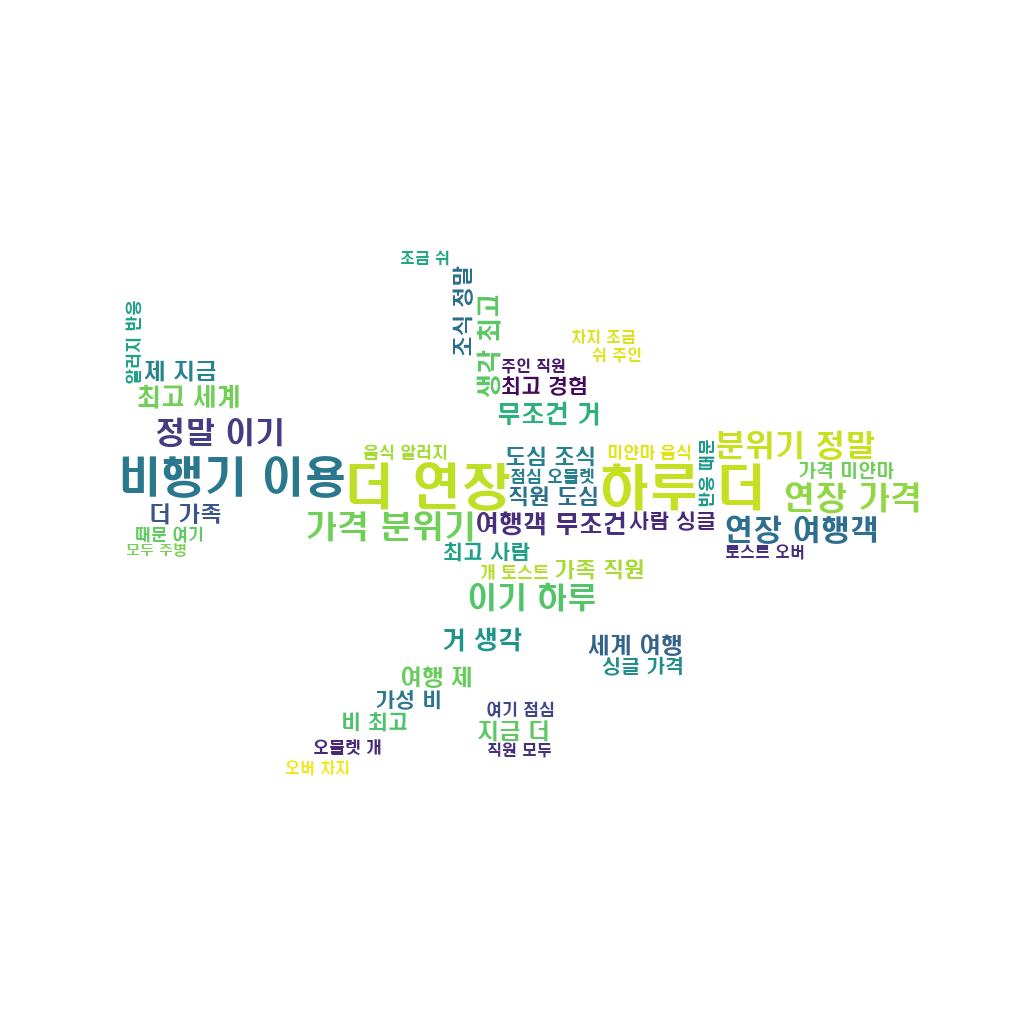 조금 쉬
조식 정말
생각 최고
알러지 반응
차지 조금
쉬 주인
제 지금
주인 직원
최고 세계
최고 경험
무조건 거
정말 이기
음식 알러지
도심 조식
미얀마 음식
반응 때문
분위기 정말
비행기 이용
더 연장
점심 오믈렛
하루 더
가격 미얀마
직원 도심
연장 가격
더 가족
가격 분위기
여행객 무조건
사람 싱글
연장 여행객
때문 여기
모두 주병
최고 사람
토스트 오버
개 토스트
가족 직원
이기 하루
거 생각
세계 여행
싱글 가격
여행 제
가성 비
여기 점심
비 최고
지금 더
오믈렛 개
직원 모두
오버 차지